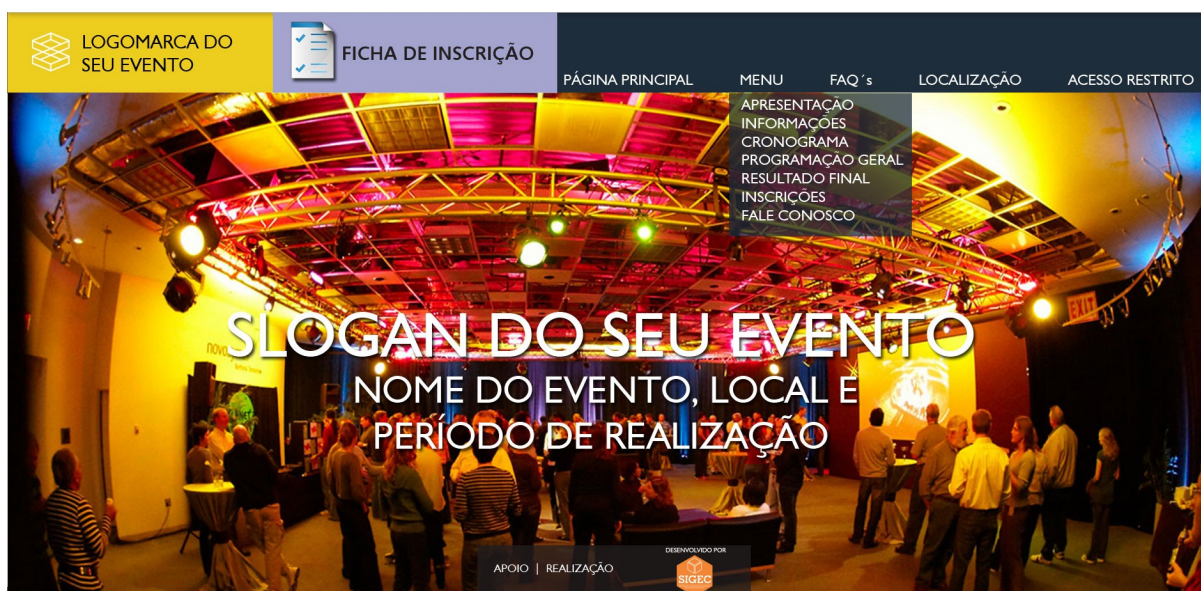 LOGOMARCA DO
SEU EVENTO
FICHA DE INSCRIÇÃO
PÁGINA PRINCIPAL MENU FAQ´s LOCALIZAÇÃO ACESSO RESTRITO
APRESENTAÇÃO
INFORMAÇÕES
CRONOGRAMA
PROGRAMAÇÃO GERAL
RESULTADO FINAL
INSCRIÇÕES
FALE CONOSCO
EXIT
SLOGAN DO SEU EVENTO
NOME DO EVENTO, LOCAL E
PERÍODO DE REALIZAÇÃO
APOIO | REALIZAÇÃO
DESENVOLVIDO POR
SIGEC